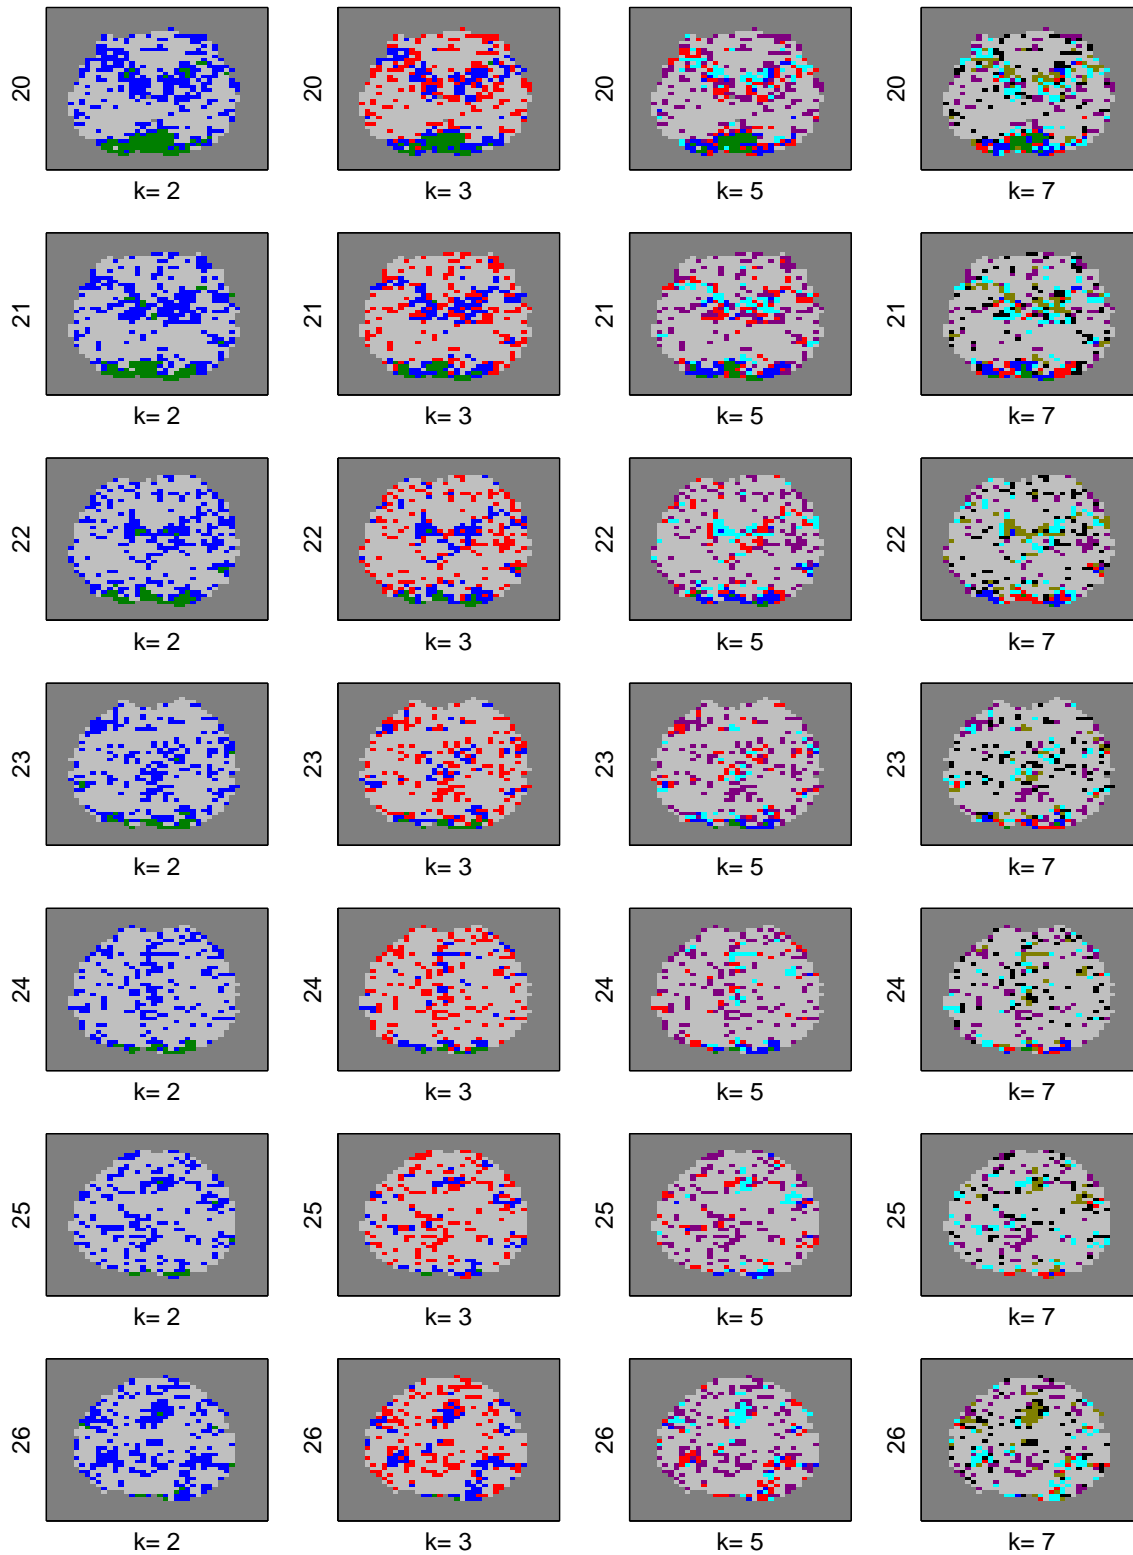 20 20 20 20
k= 2 k= 3 k= 5 k= 7
21 21 21 21
k= 2 k= 3 k= 5 k= 7
22 22 22 22
k= 2 k= 3 k= 5 k= 7
23 23 23 23
k= 2 k= 3 k= 5 k= 7
24 24 24 24
k= 2 k= 3 k= 5 k= 7
25 25 25 25
k= 2 k= 3 k= 5 k= 7
26 26 26 26
k= 2 k= 3 k= 5 k= 7